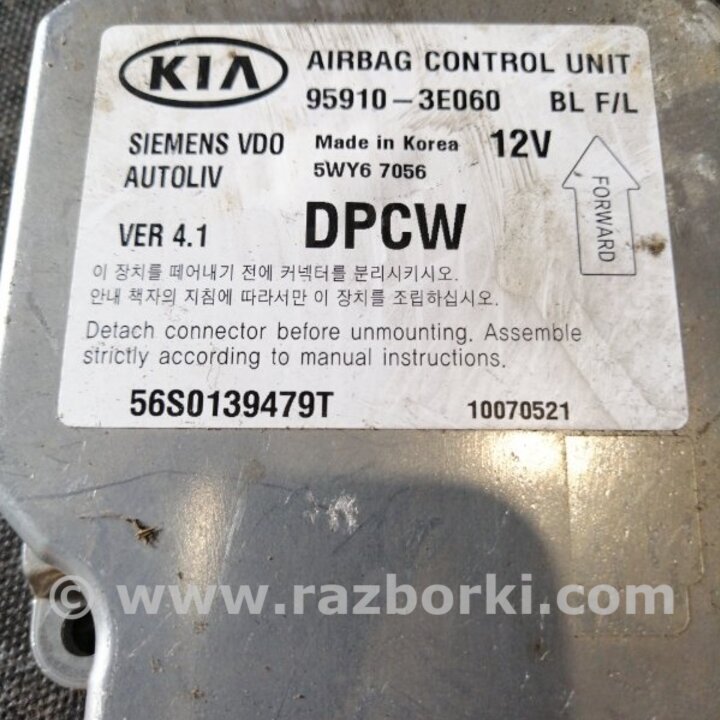 KIA
AIRBAG CONTROL UNIT
95910-3E060 BL F/L
SIEMENS VDO Made in Korea 12V
AUTOLIV 5WY6 7056
FORWARD
VER 4.1 DPCW
이 장치를 떼어내기 전에 커넥터를 분리시키시오.
안내 책자의 지침에 따라서만 이 장치를 조립하십시오.
Detach connector before unmounting. Assemble
strictly according to manual instructions.
56S0139479T 10070521
© www.razborki.com